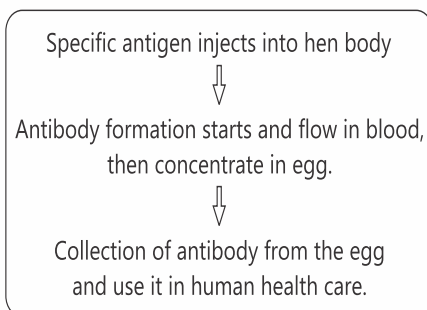 Specific antigen injects into hen body
Antibody formation starts and flow in blood,
then concentrate in egg.
Collection of antibody from the egg
and use it in human health care.